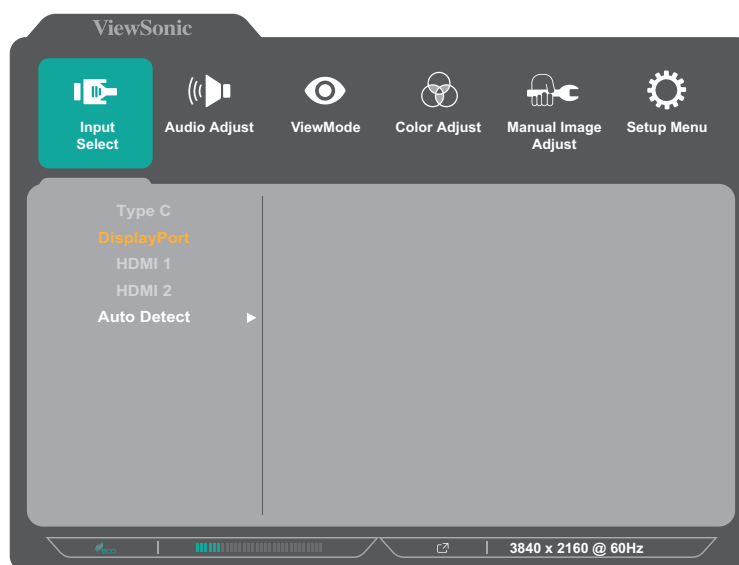 ViewSonic
Input
Select
Audio Adjust
ViewMode
Color Adjust
Manual Image
Adjust
Setup Menu
Type C
DisplayPort
HDMI 1
HDMI 2
Auto Detect
eco
3840 x 2160 @ 60Hz